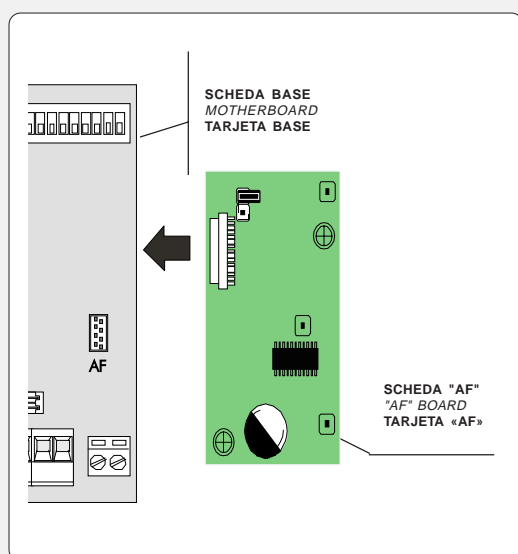 SCHEDA BASE
MOTHERBOARD
TARJETA BASE
AF
SCHEDA "AF"
"AF" BOARD
TARJETA «AF»